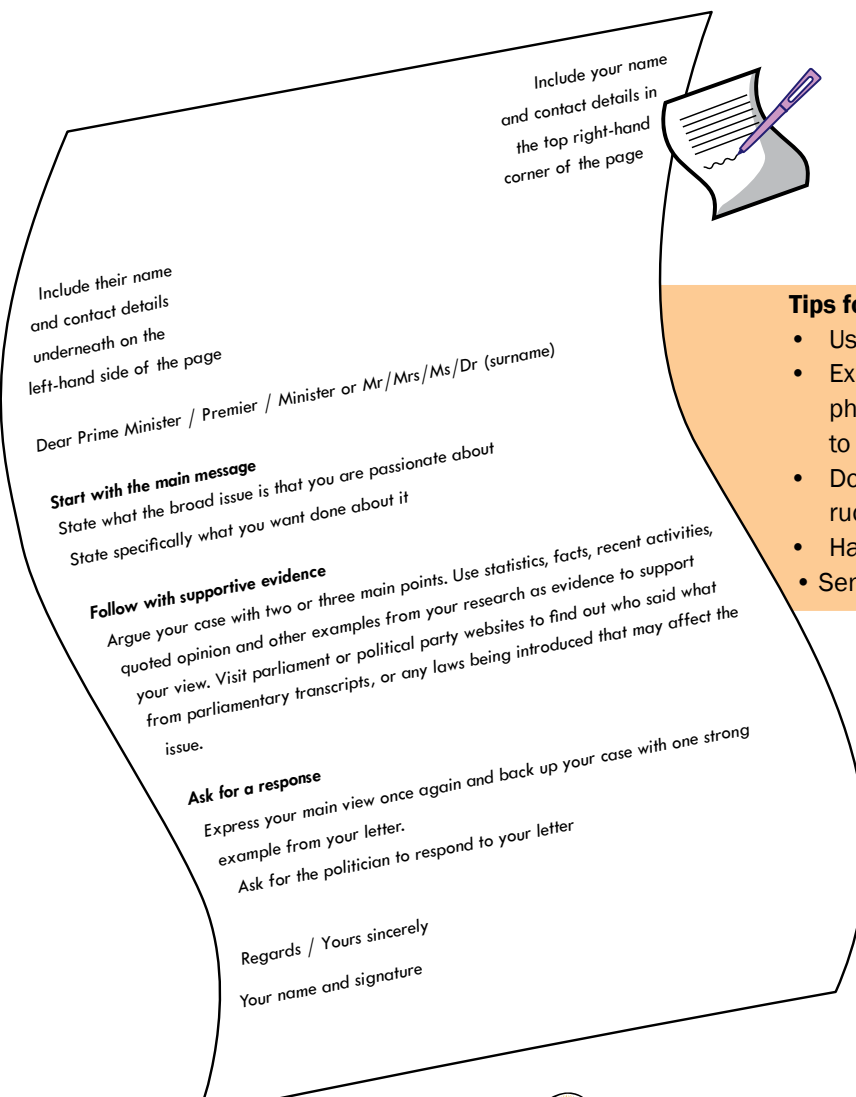 Include your name
and contact details in
the top right-hand
corner of the page
Include their name
and contact details
underneath on the
left-hand side of the page
Dear Prime Minister / Premier / Minister or Mr/Mrs/Ms/Dr (surname)
Start with the main message
State what the broad issue is that you are passionate about
State specifically what you want done about it
Follow with supportive evidence
Argue your case with two or three main points. Use statistics, facts, recent activities,
quoted opinion and other examples from your research as evidence to support
your view. Visit parliament or political party websites to find out who said what
from parliamentary transcripts, or any laws being introduced that may affect the
issue.
Ask for a response
Express your main view once again and back up your case with one strong
example from your letter.
Ask for the politician to respond to your letter
Regards / Yours sincerely
Your name and signature
Tips
•
•
to
•
•
•